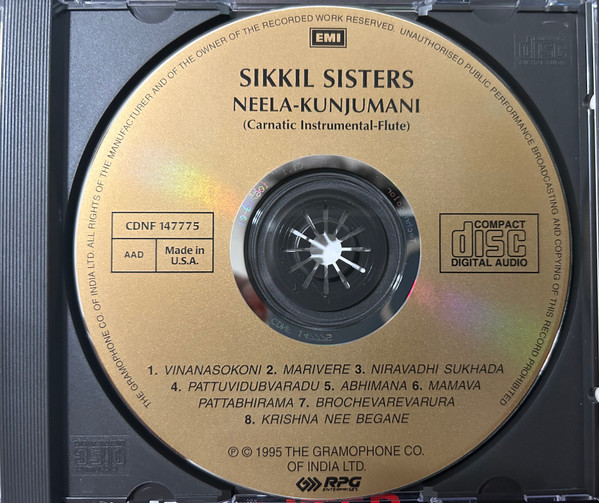 EMI
THE GRAMOPHONE CO OF INDIA LTD. ALL RIGHTS OF THE MANUFACTURER AND OF THE OWNER OF THE RECORDED WORK RESERVED. UNAUTHORISED PUBLIC PERFORMANCE BROADCASTING AND COPYING OF THIS RECORD PROHIBITED
SIKKIL SISTERS
NEELA-KUNJUMANI
(Carnatic Instrumental-Flute)
CDNF 147775
AAD
Made in
U.S.A.
COMPACT
disc
DIGITAL AUDIO
1. VINANASOKONI 2. MARIVERE 3. NIRAVADHI SUKHADA
4. PATTUVIDUBVARADU 5. ABHIMANA 6. MAMAVA
PATTABHIRAMA 7. BROCHEVAREVARURA
8. KRISHNA NEE BEGANE
℗ © 1995 THE GRAMOPHONE CO.
OF INDIA LTD.
RPG
ENTERPRISES